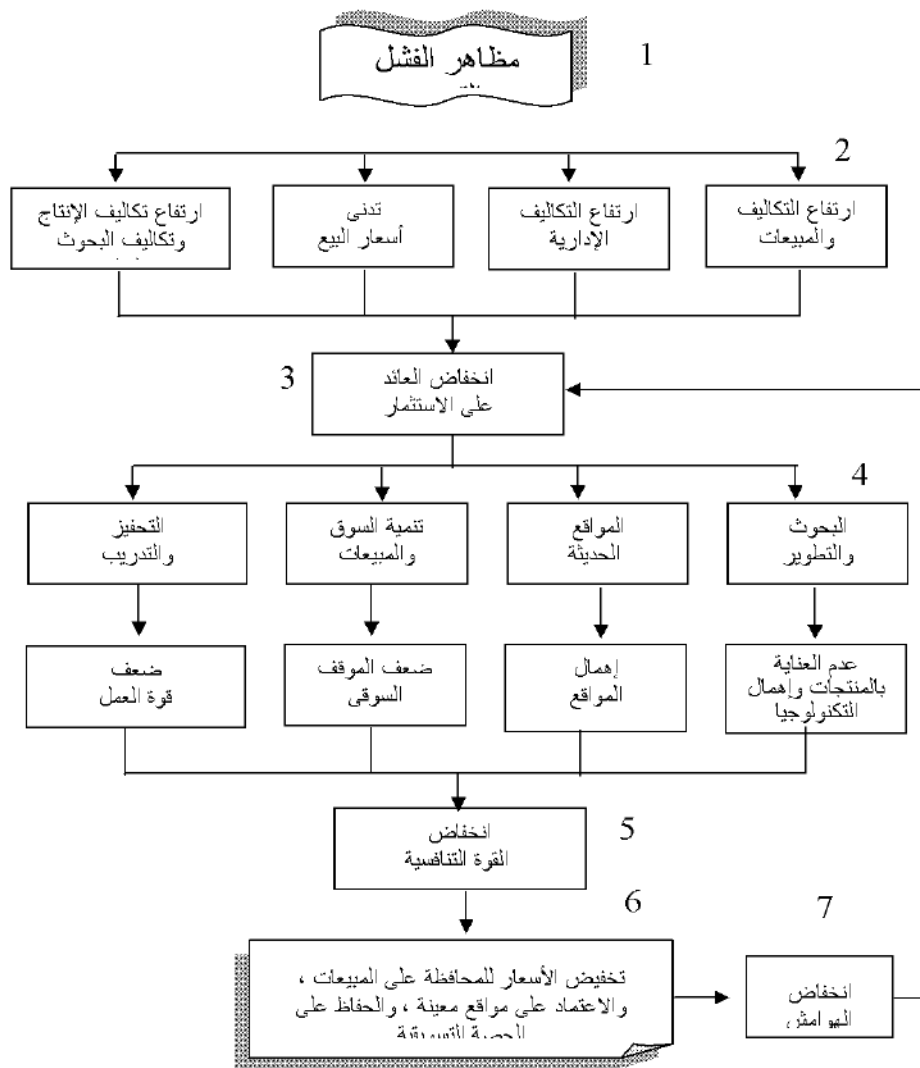 مظاهر الفشل
1
2
ارتفاع التكاليف
والمبيعات
ارتفاع التكاليف
الإدارية
تدنى
أسعار البيع
ارتفاع تكاليف الإنتاج
وتكاليف البحوث
3
انخفاض العائد
على الاستثمار
4
البحوث
والتطوير
المواقع
الحديثة
تنمية السوق
والمبيعات
التحفيز
والتدريب
عدم العناية
بالمنتجات وإهمال
التكنولوجيا
إهمال
المواقع
ضعف الموقف
السوقى
ضعف
قوة العمل
5
انخفاض
القوة التنافسية
6
تخفيض الأسعار للمحافظة على المبيعات ،
والاعتماد على مواقع معينة ، والحفاظ على
الحصة التسويقية
7
انخفاض
الهوامش